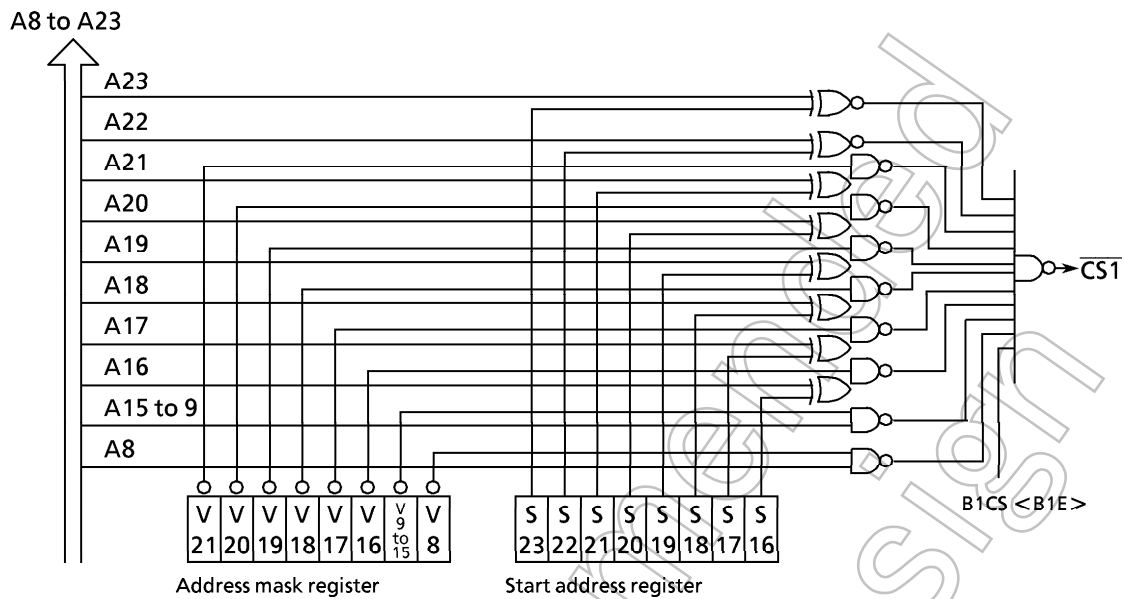 A8 to A23
A23
A22
A21
A20
A19
A18
A17
A16
A15 to 9
A8
CS1
B1CS <B1E>
V 21
V 20
V 19
V 18
V 17
V 16
V 9 to 15
V 8
S 23
S 22
S 21
S 20
S 19
S 18
S 17
S 16
Address mask register
Start address register
mended
sign